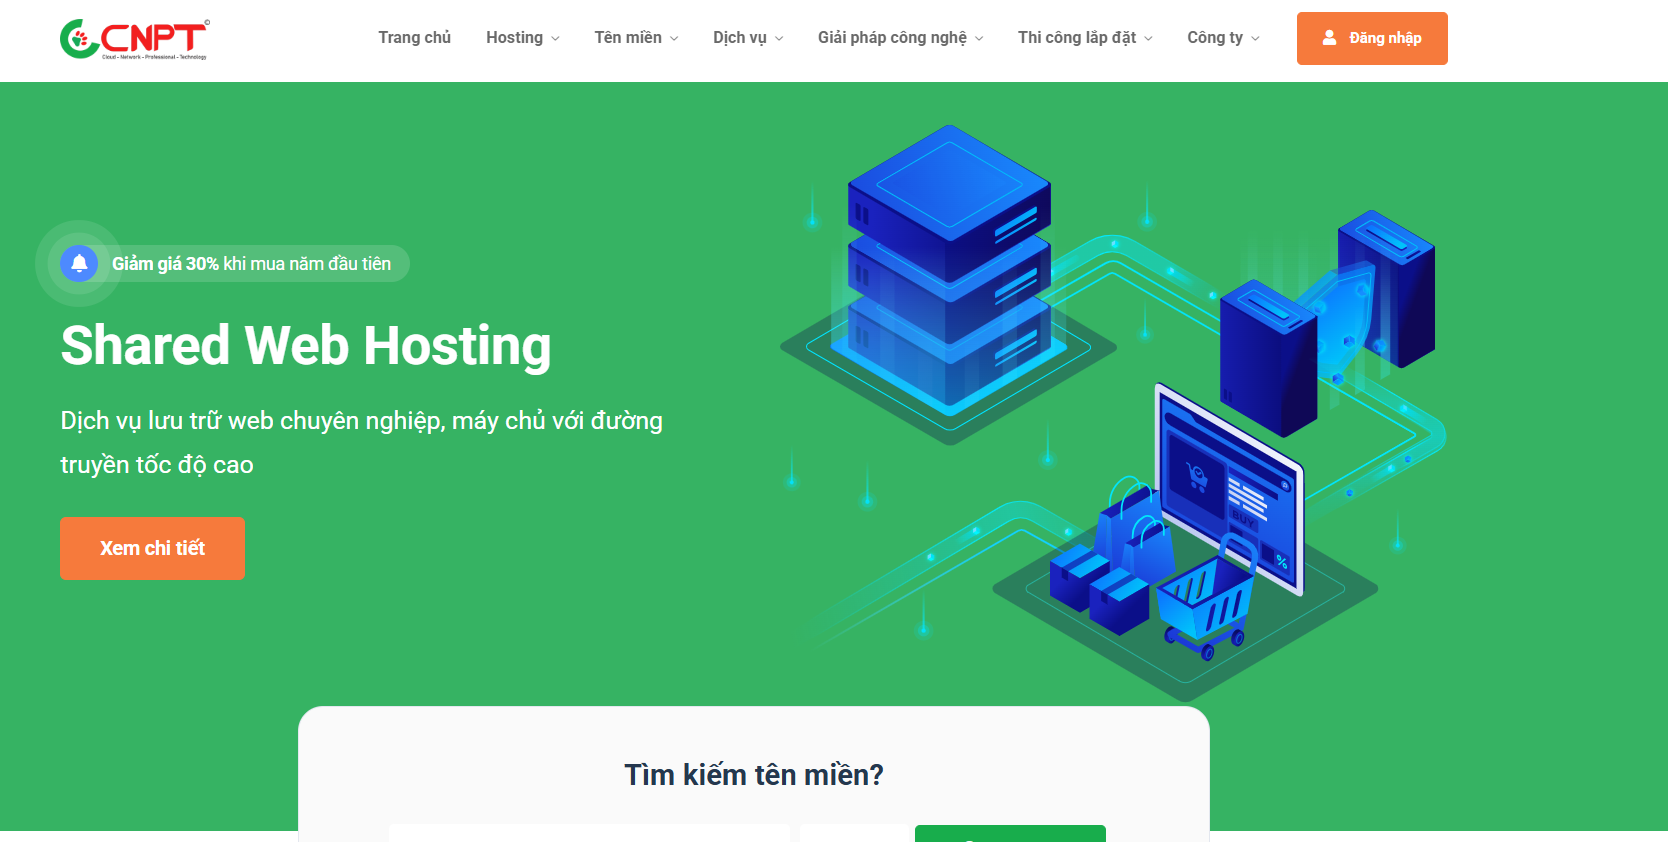 CNPT
Cloud - Network - Professional - Technology
Trang chủ
Hosting
Tên miền
Dịch vụ
Giải pháp công nghệ
Thi công lắp đặt
Công ty
Đăng nhập
Giảm giá 30% khi mua năm đầu tiên
Shared Web Hosting
Dịch vụ lưu trữ web chuyên nghiệp, máy chủ với đường
truyền tốc độ cao
Xem chi tiết
BUY
%
Tìm kiếm tên miền?